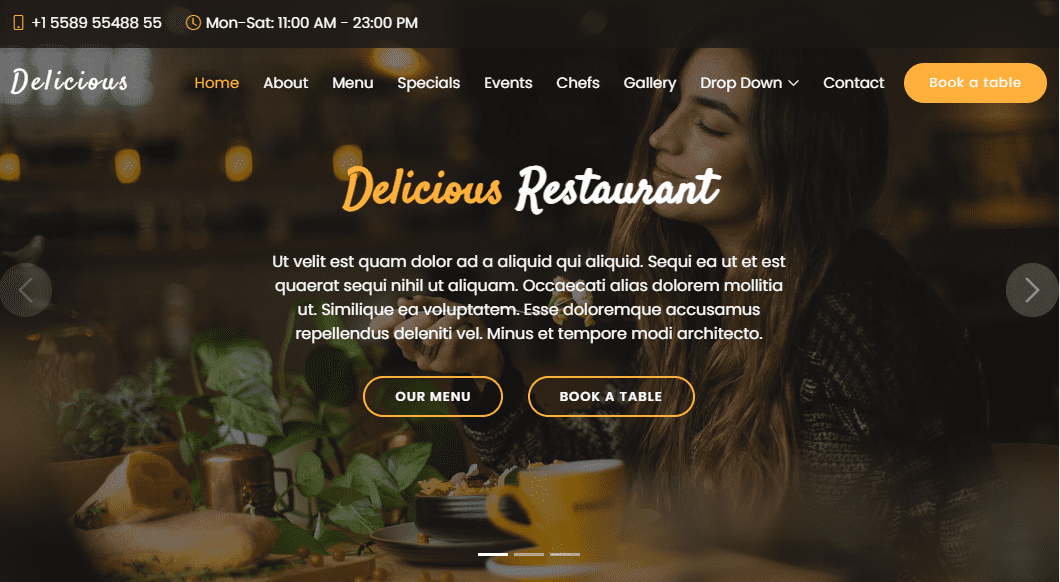 +1 5589 55488 55 Mon-Sat: 11:00 AM - 23:00 PM
Delicious Home About Menu Specials Events Chefs Gallery Drop Down Contact Book a table
Delicious Restaurant
Ut velit est quam dolor ad a aliquid qui aliquid. Sequi ea ut et est
quaerat sequi nihil ut aliquam. Occaecati alias dolorem mollitia
ut. Similique ea voluptatem. Esse doloremque accusamus
repellendus deleniti vel. Minus et tempore modi architecto.
OUR MENU BOOK A TABLE